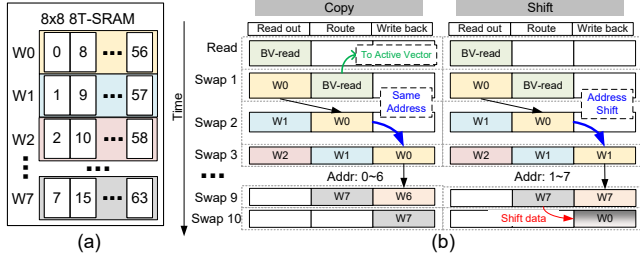 8x8 8T-SRAM
W0 0 8 ••• 56
W1 1 9 ••• 57
W2 2 10 ••• 58
•••
W7 7 15 ••• 63
(a)
Time
Copy Shift
Read out Route Write back Read out Route Write back
Read BV-read To Active Vector BV-read
Swap 1 W0 BV-read W0 BV-read
Same
Address
Address
Shift
Swap 2 W1 W0 W1 W0
Swap 3 W2 W1 W0 W2 W1 W1
••• Addr: 0~6 Addr: 1~7
Swap 9 W7 W6 W7 W7
Swap 10 W7 Shift data W0
(b)